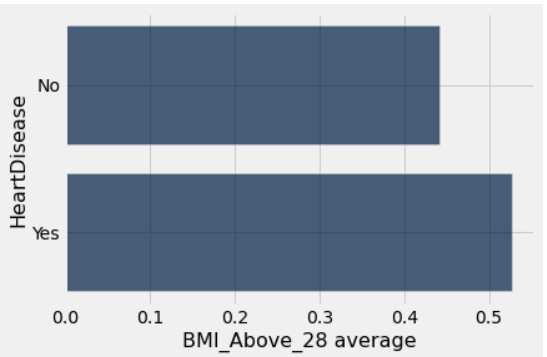 HeartDisease
No
Yes
0.0 0.1 0.2 0.3 0.4 0.5
BMI_Above_28 average